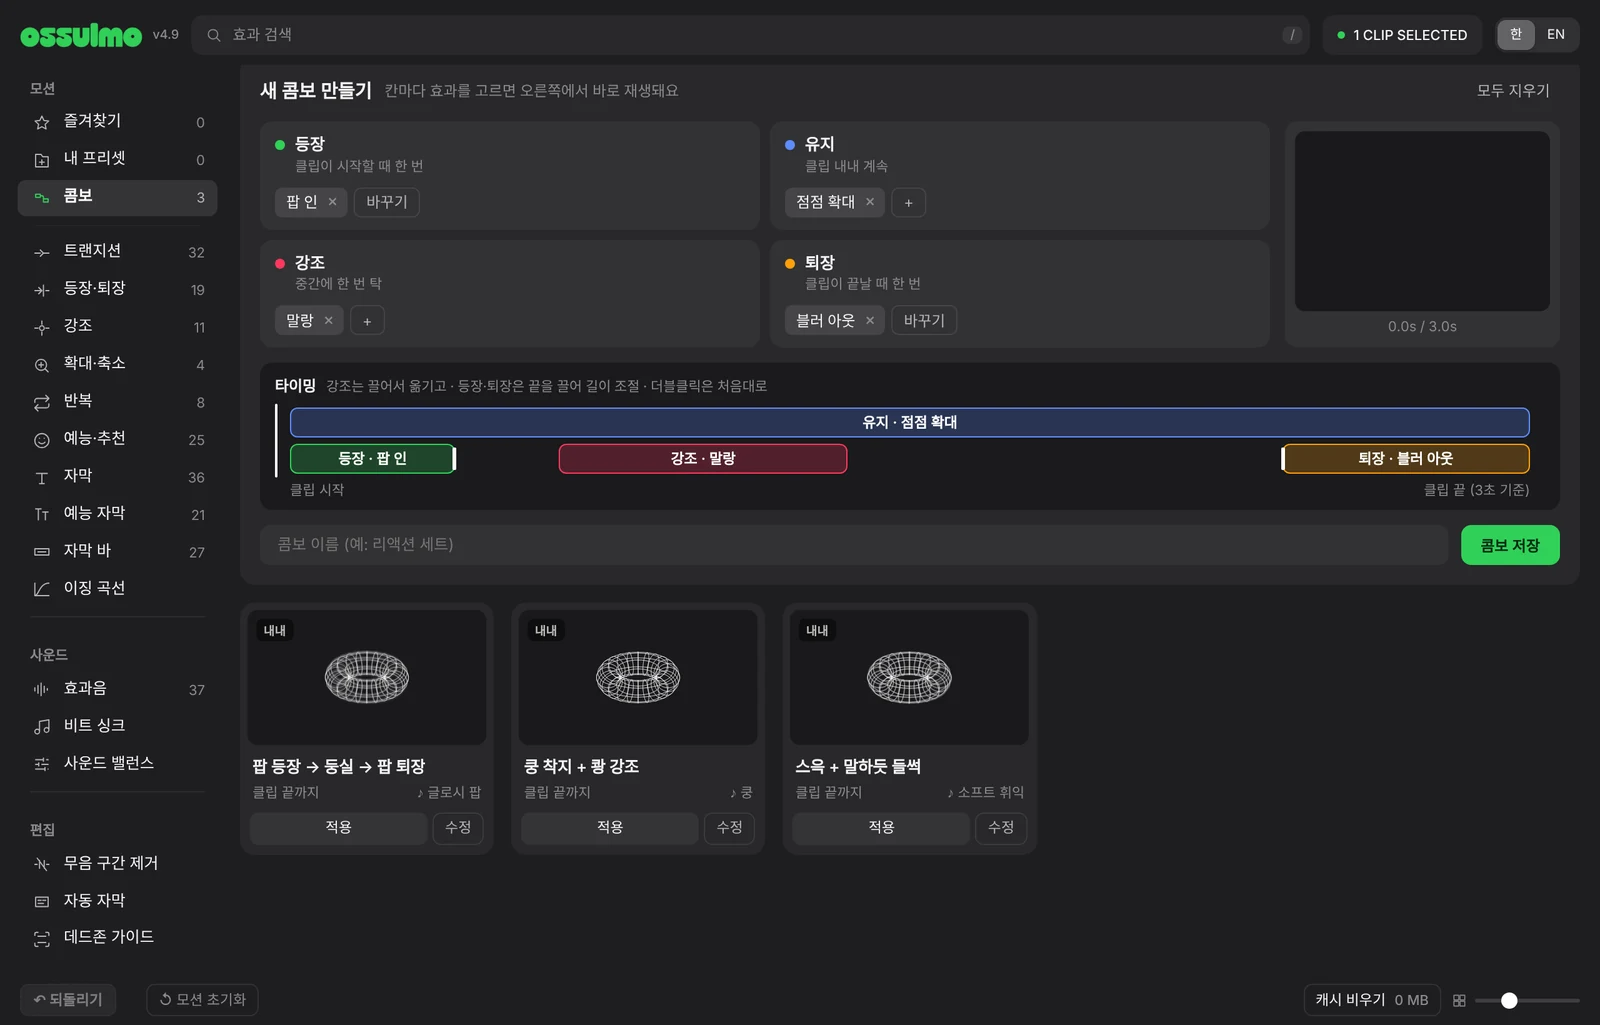 ossulmo v4.9
효과 검색
/
1 CLIP SELECTED
한 EN
모션
즐겨찾기 0
내 프리셋 0
콤보 3
트랜지션 32
등장·퇴장 19
강조 11
확대·축소 4
반복 8
예능·추천 25
자막 36
예능 자막 21
자막 바 27
이징 곡선
사운드
효과음 37
비트 싱크
사운드 밸런스
편집
무음 구간 제거
자동 자막
데드존 가이드
새 콤보 만들기 칸마다 효과를 고르면 오른쪽에서 바로 재생돼요 모두 지우기
등장
클립이 시작할 때 한 번
팝 인 × 바꾸기
유지
클립 내내 계속
점점 확대 × +
강조
중간에 한 번 탁
말랑 × +
퇴장
클립이 끝날 때 한 번
블러 아웃 × 바꾸기
0.0s / 3.0s
타이밍 강조는 끌어서 옮기고 · 등장·퇴장은 끝을 끌어 길이 조절 · 더블클릭은 처음대로
유지 · 점점 확대
등장 · 팝 인 강조 · 말랑 퇴장 · 블러 아웃
클립 시작 클립 끝 (3초 기준)
콤보 이름 (예: 리액션 세트) 콤보 저장
내내
팝 등장 → 둥실 → 팝 퇴장
클립 끝까지 ♪ 글로시 팝
적용 수정
내내
쿵 착지 + 쾅 강조
클립 끝까지 ♪ 쿵
적용 수정
내내
스윽 + 말하듯 들썩
클립 끝까지 ♪ 소프트 휘익
적용 수정
↶ 되돌리기 모션 초기화
캐시 비우기 0 MB